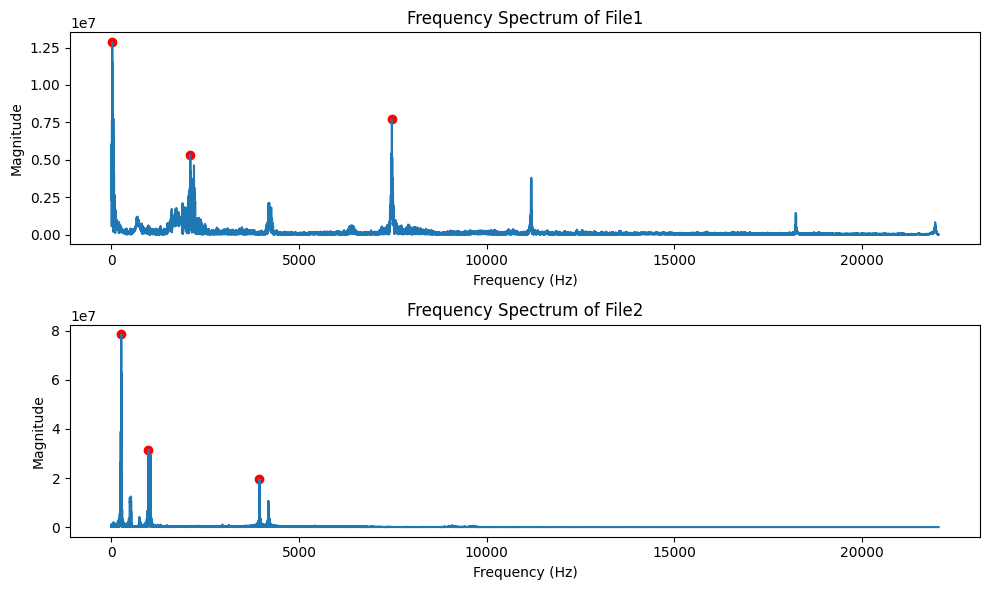 Frequency Spectrum of File1
1e7
1.25
1.00
0.75
0.50
0.25
0.00
Magnitude
0 5000 10000 15000 20000
Frequency (Hz)
Frequency Spectrum of File2
1e7
8
6
4
2
0
Magnitude
0 5000 10000 15000 20000
Frequency (Hz)